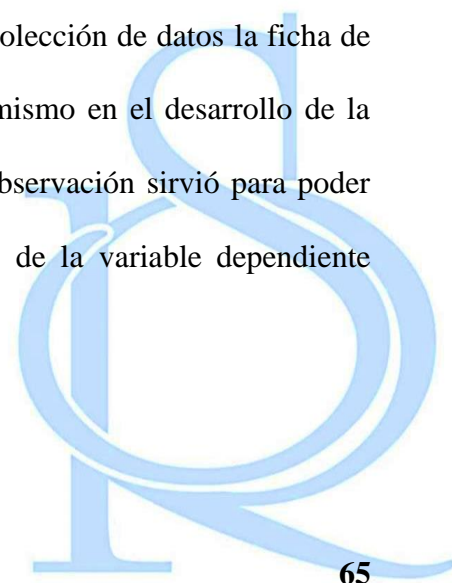 olección de datos la ficha de
mismo en el desarrollo de la
bservación sirvió para poder
de la variable dependiente
65